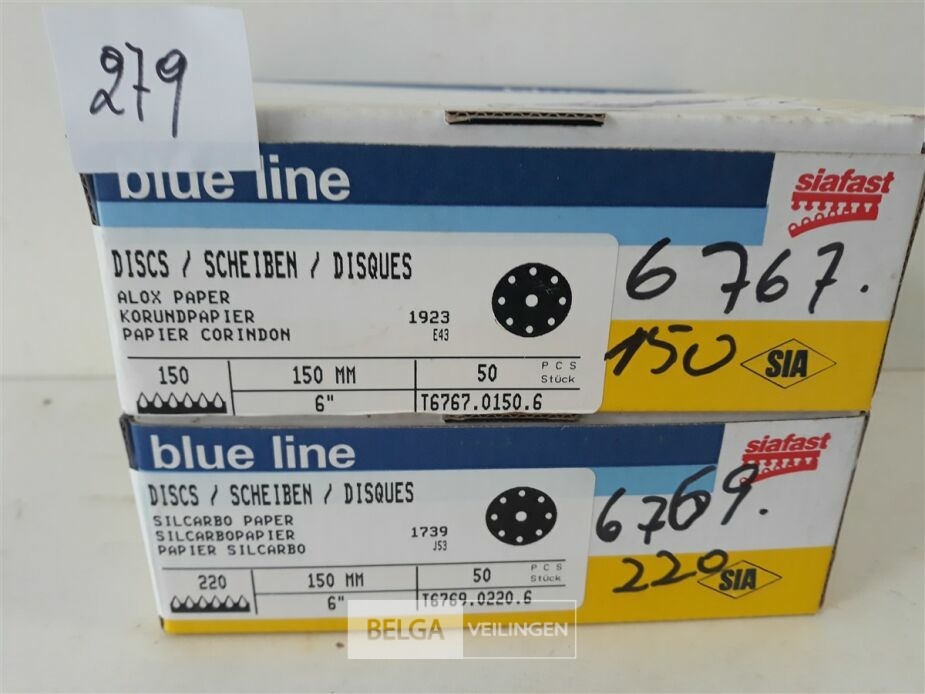 279
blue line
siafast
DISCS / SCHEIBEN / DISQUES
ALOX PAPER
KORUNDPAPIER 1923
PAPIER CORINDON E43
6767.
150
SIA
150 150 MM 50 PCS Stück
6" T6767.0150.6
blue line
siafast
DISCS / SCHEIBEN / DISQUES
SILCARBO PAPER
SILCARBOPAPIER 1739
PAPIER SILCARBO J53
6769.
220
SIA
220 150 MM 50 PCS Stück
6" T6769.0220.6
BELGA VEILINGEN